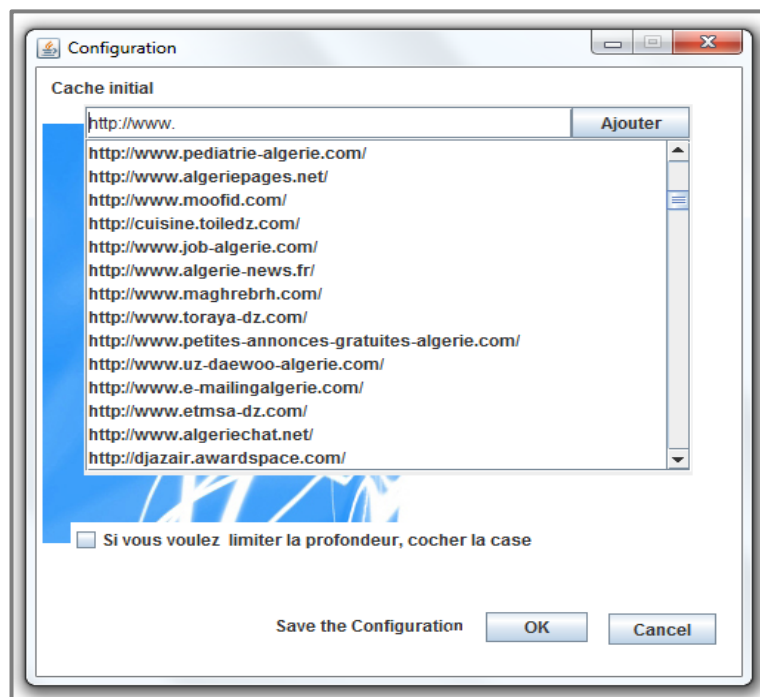 Configuration
Cache initial
http://www.
Ajouter
http://www.pediatrie-algerie.com/
http://www.algeriepages.net/
http://www.moofid.com/
http://cuisine.toiledz.com/
http://www.job-algerie.com/
http://www.algerie-news.fr/
http://www.maghrebrh.com/
http://www.toraya-dz.com/
http://www.petites-annonces-gratuites-algerie.com/
http://www.uz-daewoo-algerie.com/
http://www.e-mailingalgerie.com/
http://www.etmsa-dz.com/
http://www.algeriechat.net/
http://djazair.awardspace.com/
Si vous voulez limiter la profondeur, cocher la case
Save the Configuration
OK
Cancel